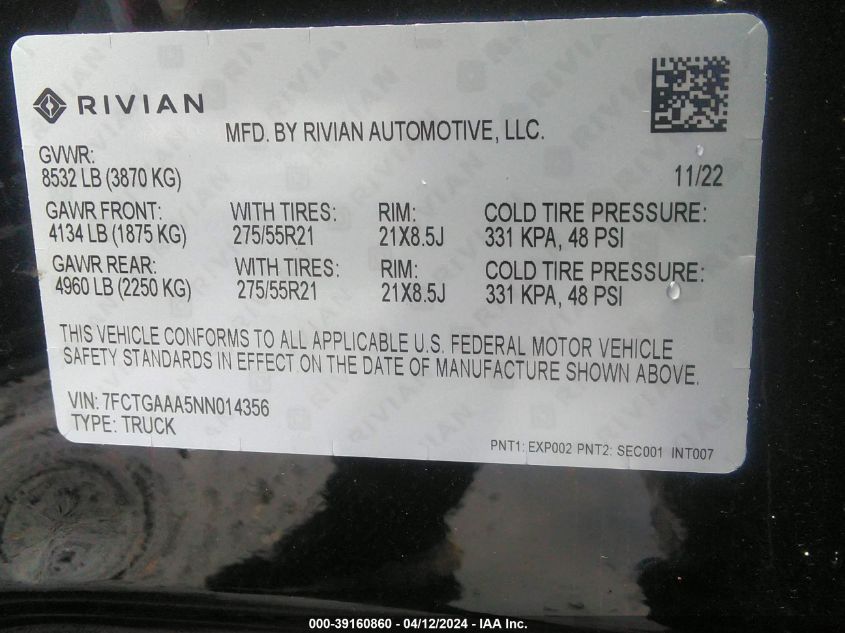 RIVIAN
MFD. BY RIVIAN AUTOMOTIVE, LLC.
GVWR:
8532 LB (3870 KG) 11/22
GAWR FRONT: WITH TIRES: RIM: COLD TIRE PRESSURE:
4134 LB (1875 KG) 275/55R21 21X8.5J 331 KPA, 48 PSI
GAWR REAR: WITH TIRES: RIM: COLD TIRE PRESSURE:
4960 LB (2250 KG) 275/55R21 21X8.5J 331 KPA, 48 PSI
THIS VEHICLE CONFORMS TO ALL APPLICABLE U.S. FEDERAL MOTOR VEHICLE
SAFETY STANDARDS IN EFFECT ON THE DATE OF MANUFACTURE SHOWN ABOVE.
VIN: 7FCTGAAA5NN014356
TYPE: TRUCK
PNT1: EXP002 PNT2: SEC001 INT007
000-39160860 - 04/12/2024 - IAA Inc.